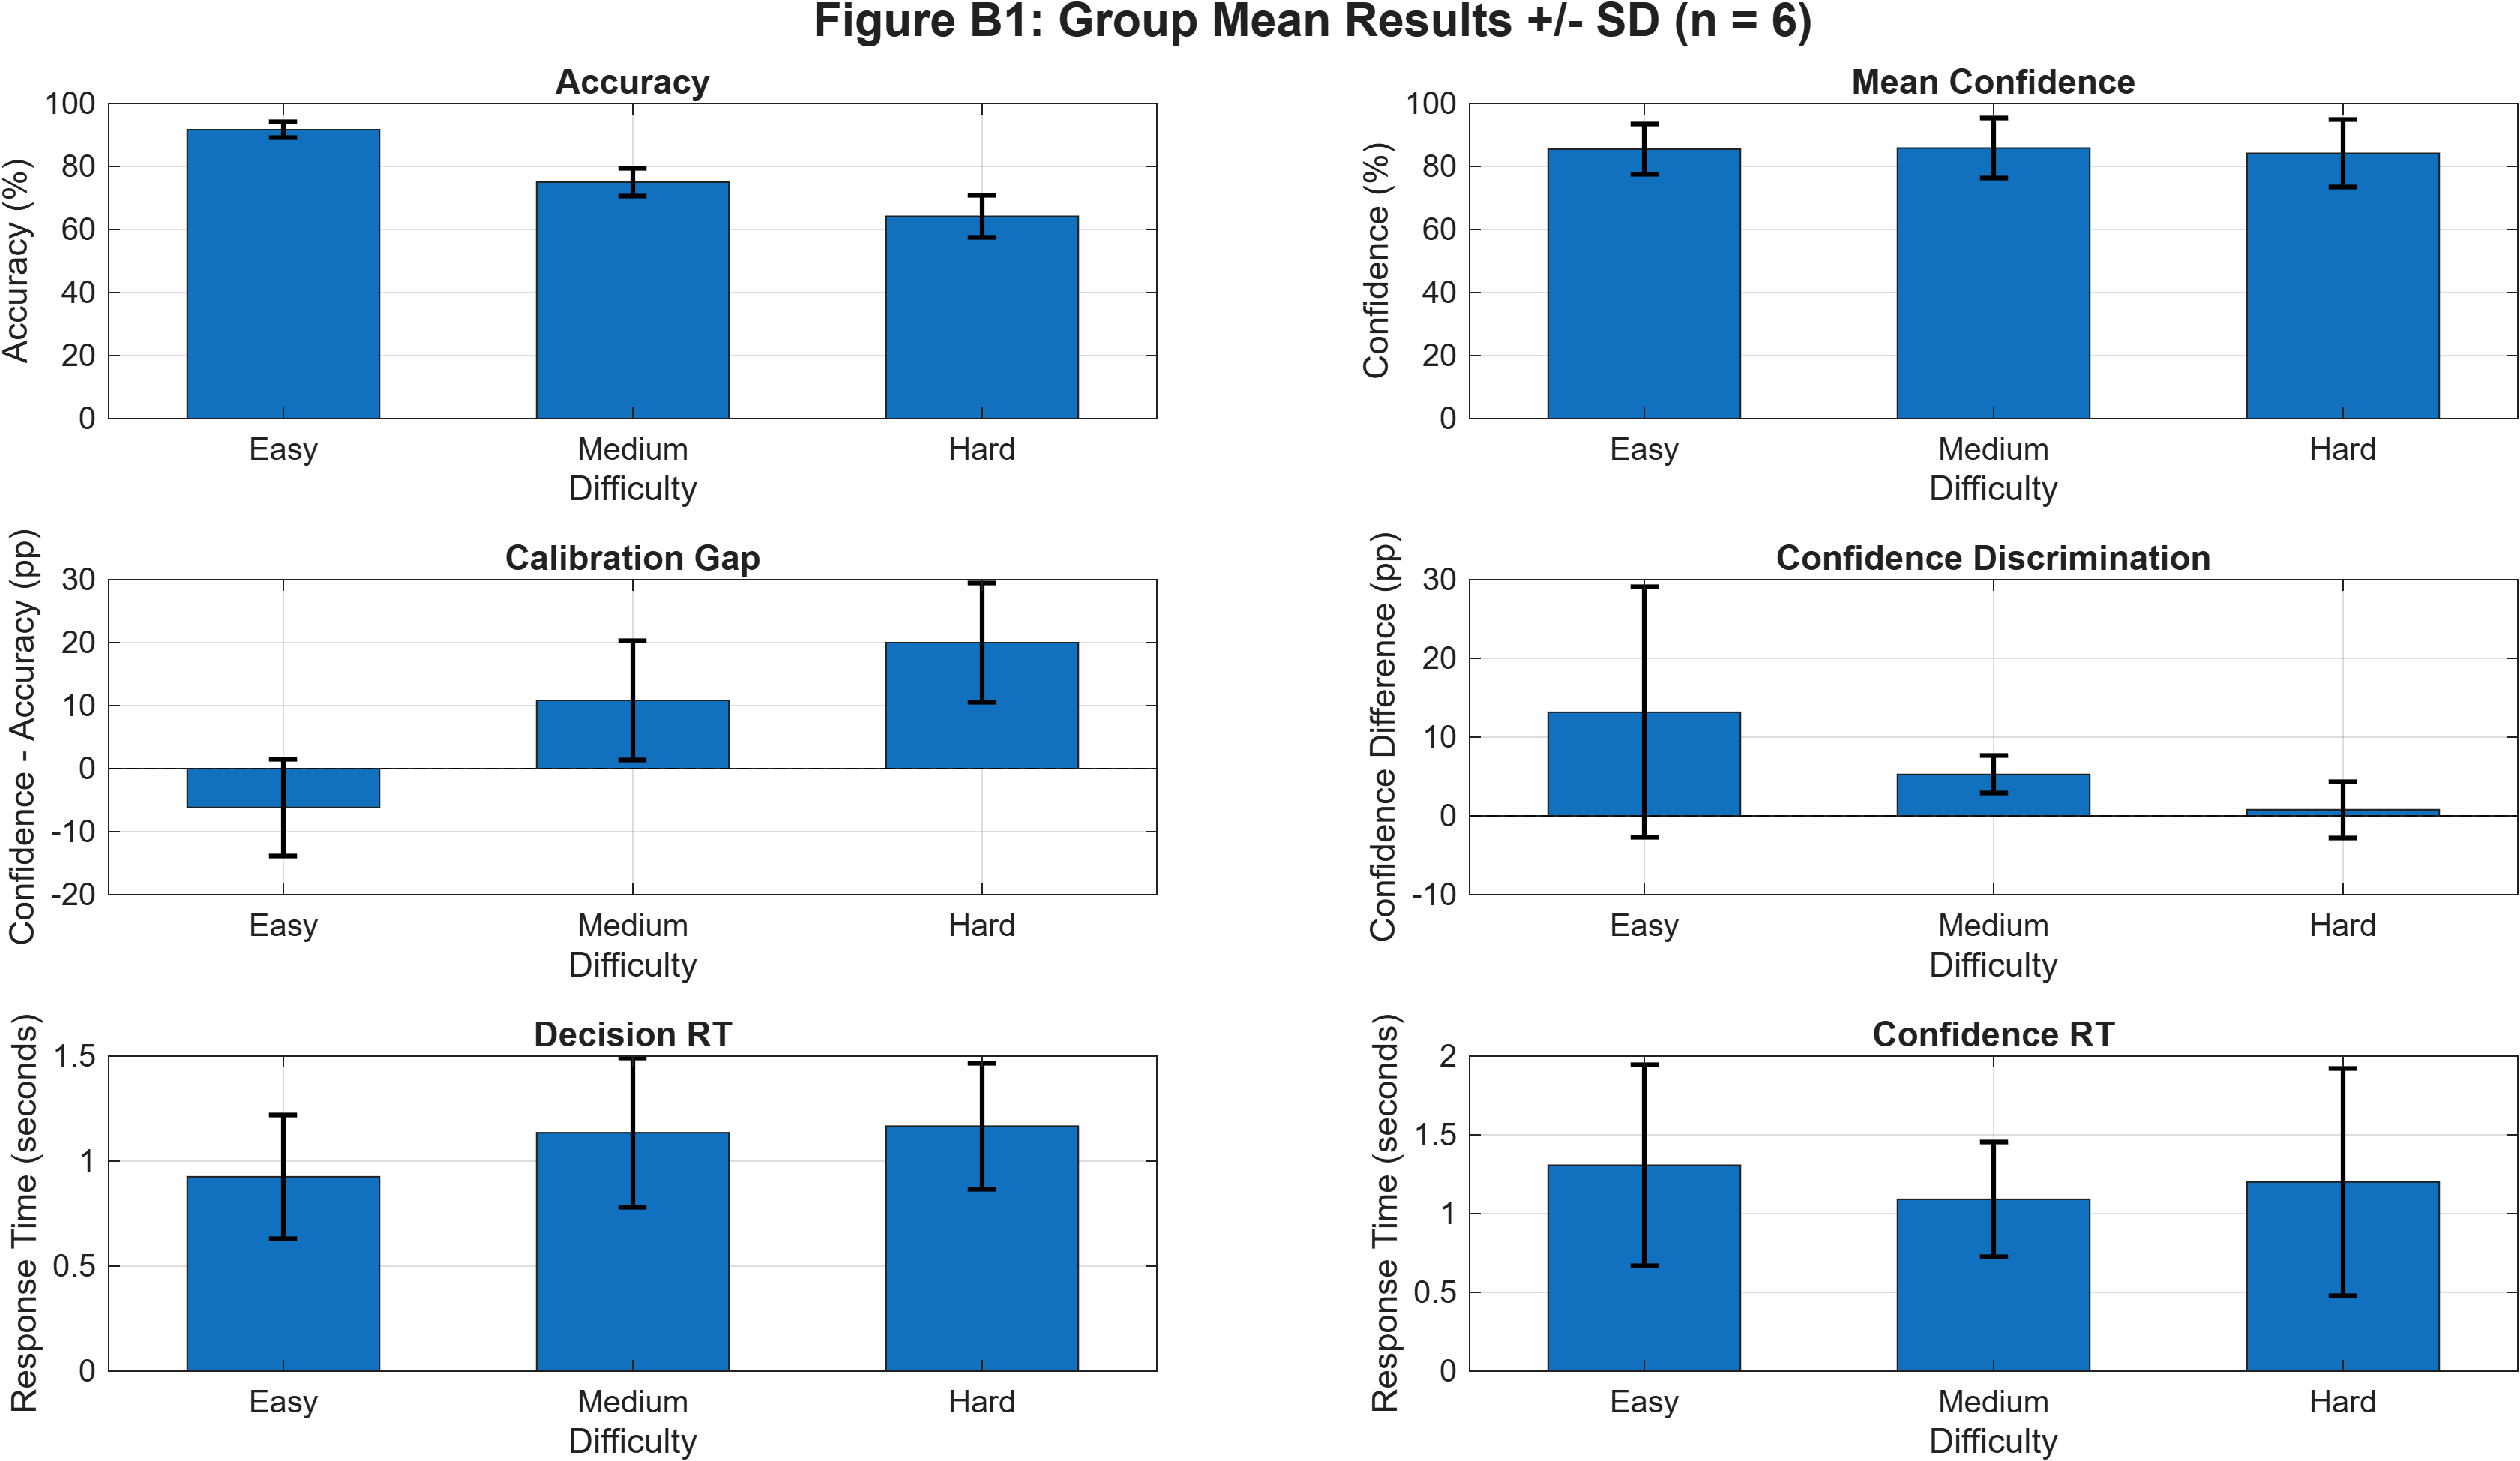 Figure B1: Group Mean Results +/- SD (n = 6)
Accuracy
Accuracy (%)
100
80
60
40
20
0
Easy
Medium
Hard
Difficulty
Mean Confidence
Confidence (%)
100
80
60
40
20
0
Easy
Medium
Hard
Difficulty
Calibration Gap
Confidence - Accuracy (pp)
30
20
10
0
-10
-20
Easy
Medium
Hard
Difficulty
Confidence Discrimination
Confidence Difference (pp)
30
20
10
0
-10
Easy
Medium
Hard
Difficulty
Decision RT
Response Time (seconds)
1.5
1
0.5
0
Easy
Medium
Hard
Difficulty
Confidence RT
Response Time (seconds)
2
1.5
1
0.5
0
Easy
Medium
Hard
Difficulty